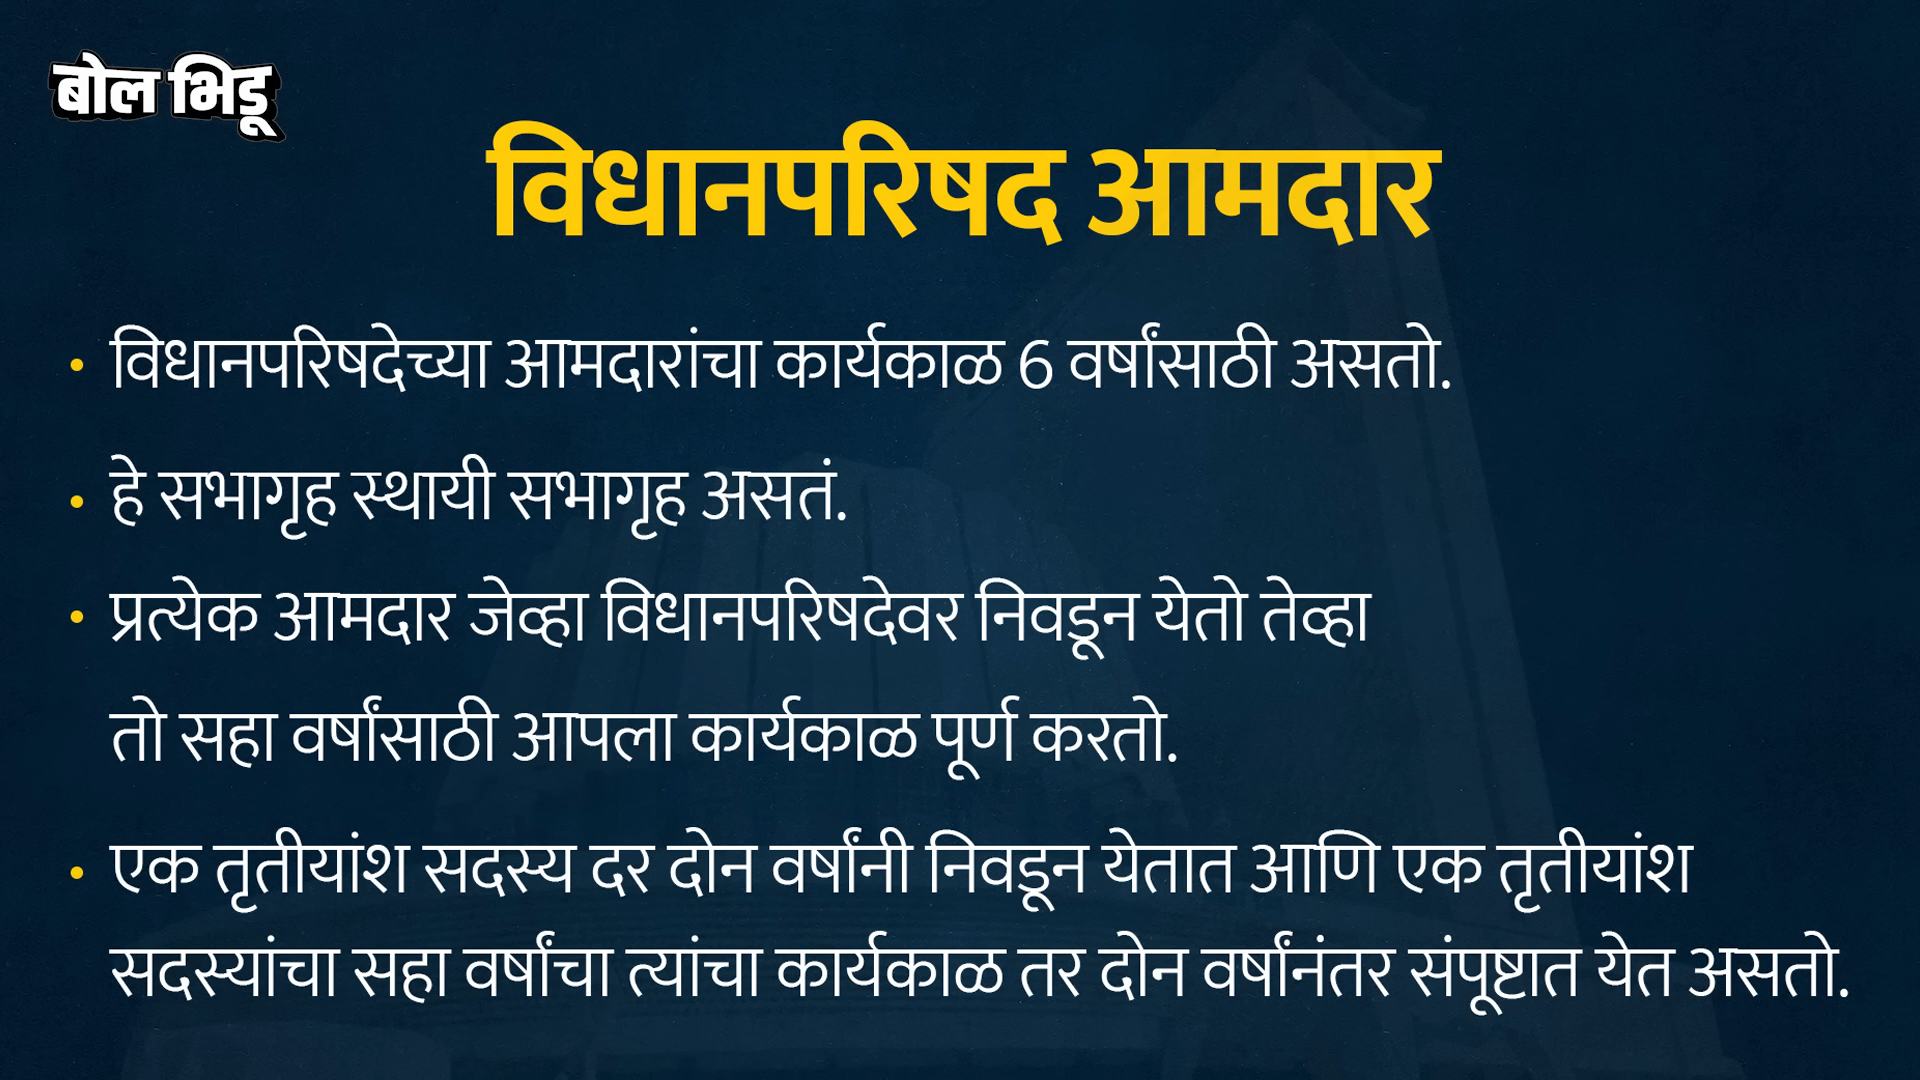 बोल भिडू
विधानपरिषद आमदार
• विधानपरिषदेच्या आमदारांचा कार्यकाळ 6 वर्षांसाठी असतो.
• हे सभागृह स्थायी सभागृह असतं.
• प्रत्येक आमदार जेव्हा विधानपरिषदेवर निवडून येतो तेव्हा
तो सहा वर्षांसाठी आपला कार्यकाळ पूर्ण करतो.
• एक तृतीयांश सदस्य दर दोन वर्षांनी निवडून येतात आणि एक तृतीयांश
सदस्यांचा सहा वर्षांचा त्यांचा कार्यकाळ तर दोन वर्षांनंतर संपूष्टात येत असतो.